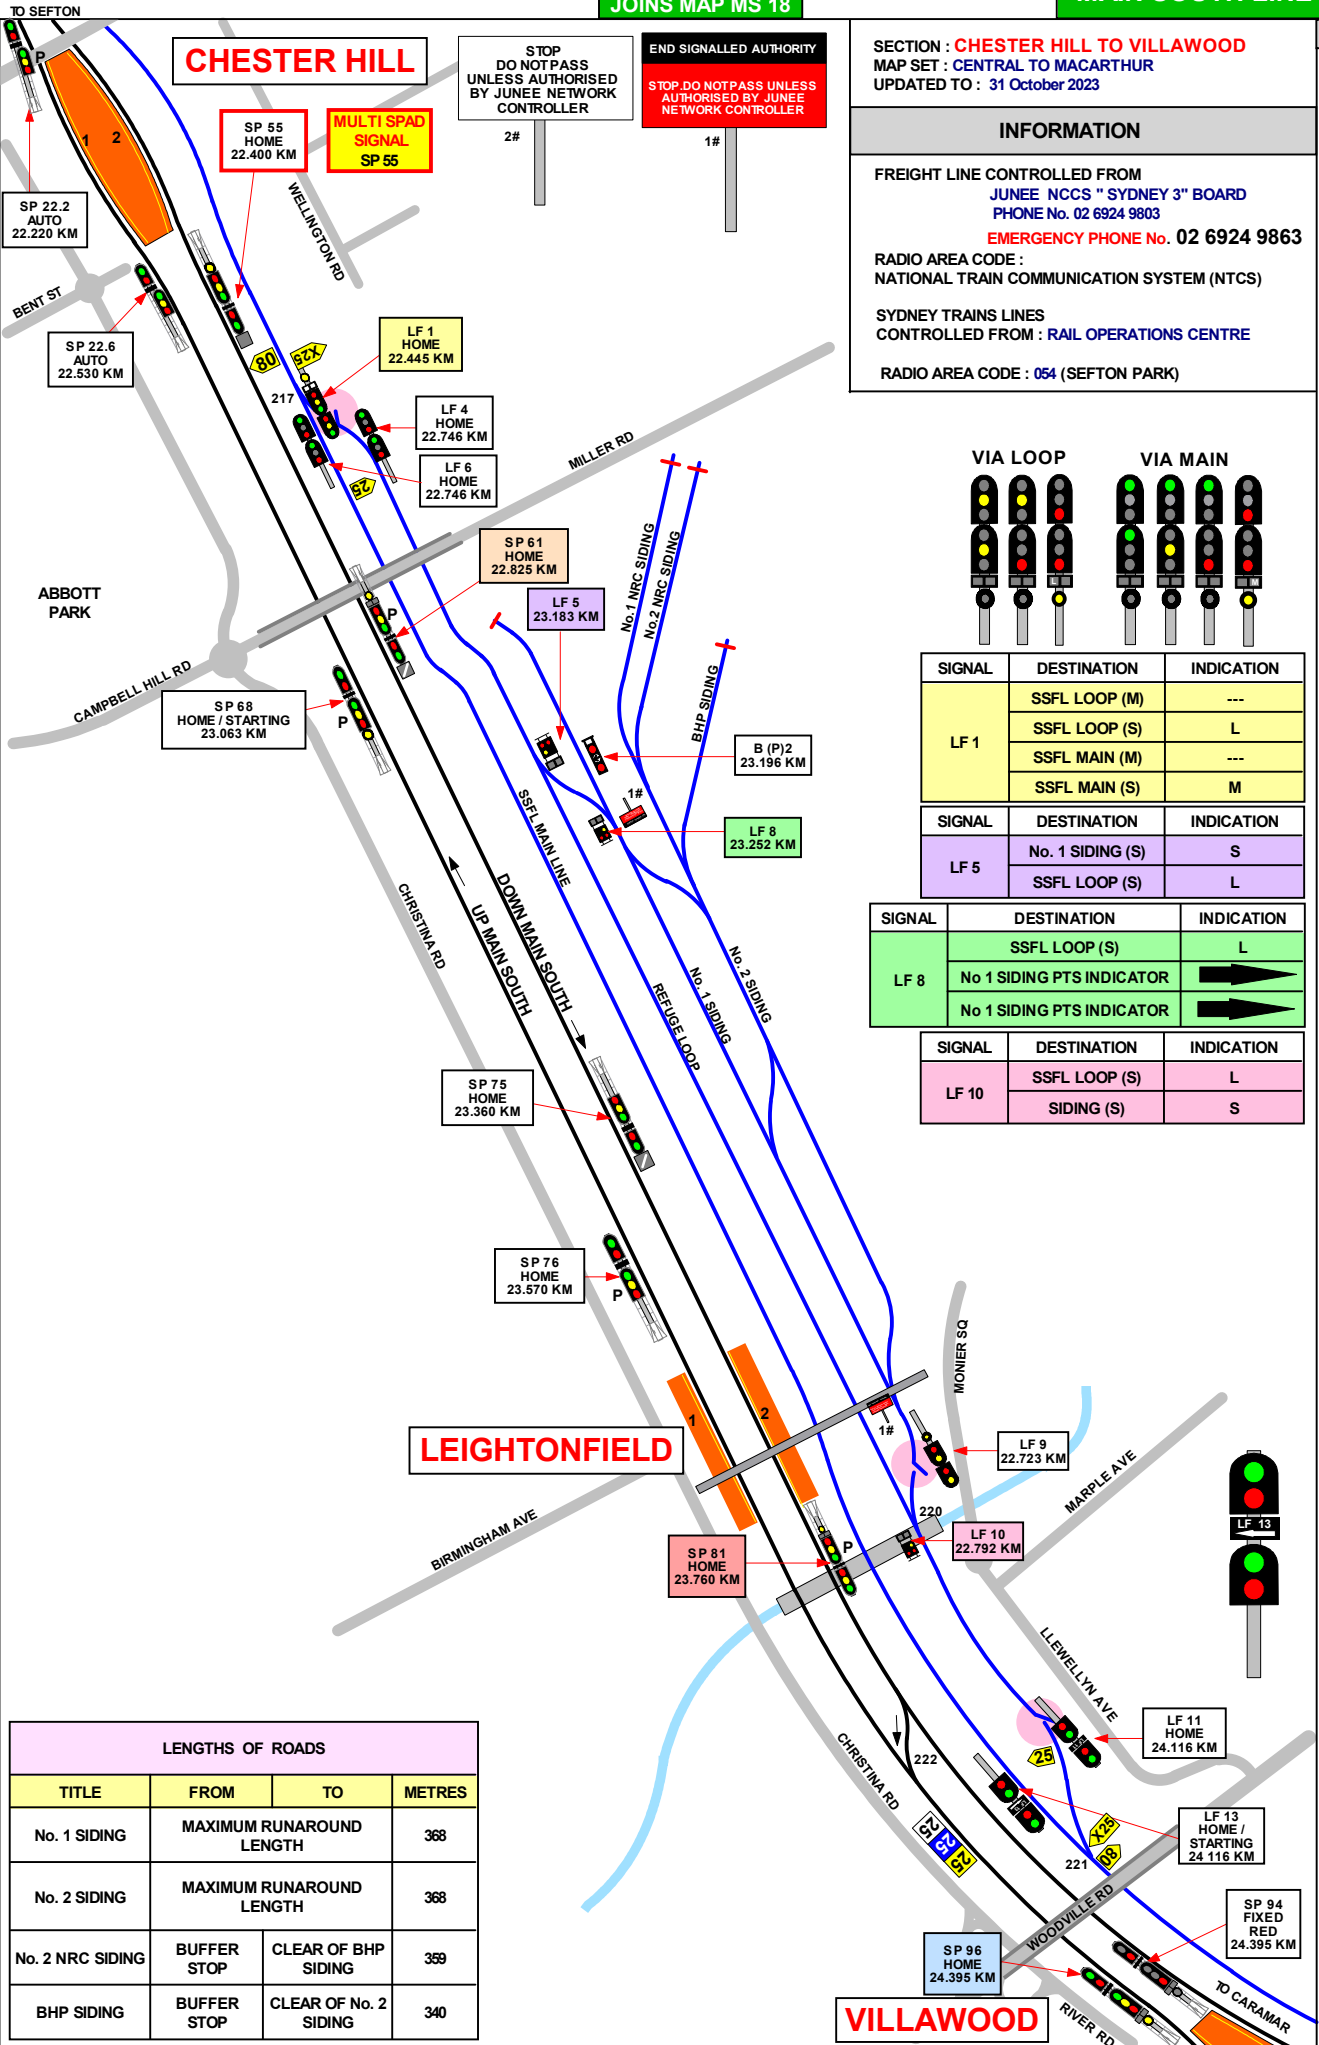 JOINS MAP MS 18
MAIN SOUTH LINE
TO SEFTON
CHESTER HILL
STOP
DO NOT PASS
UNLESS AUTHORISED
BY JUNEE NETWORK
CONTROLLER
2#
END SIGNALLED AUTHORITY
STOP.DO NOT PASS UNLESS
AUTHORISED BY JUNEE
NETWORK CONTROLLER
1#
SECTION : CHESTER HILL TO VILLAWOOD
MAP SET : CENTRAL TO MACARTHUR
UPDATED TO : 31 October 2023
INFORMATION
FREIGHT LINE CONTROLLED FROM
JUNEE NCCS " SYDNEY 3" BOARD
PHONE No. 02 6924 9803
EMERGENCY PHONE No. 02 6924 9863
RADIO AREA CODE :
NATIONAL TRAIN COMMUNICATION SYSTEM (NTCS)
SYDNEY TRAINS LINES
CONTROLLED FROM : RAIL OPERATIONS CENTRE
RADIO AREA CODE : 054 (SEFTON PARK)
P
1 2
SP 55
HOME
22.400 KM
MULTI SPAD
SIGNAL
SP 55
SP 22.2
AUTO
22.220 KM
WELLINGTON RD
BENT ST
SP 22.6
AUTO
22.530 KM
LF 1
HOME
22.445 KM
08
X25
217
LF 4
HOME
22.746 KM
LF 6
HOME
22.746 KM
25
MILLER RD
VIA LOOP
VIA MAIN
L
M
ABBOTT
PARK
SP 61
HOME
22.825 KM
P
LF 5
23.183 KM
No.1 NRC SIDING
No.2 NRC SIDING
BHP SIDING
CAMPBELL HILL RD
SP 68
HOME / STARTING
23.063 KM
P
B (P)2
23.196 KM
1#
LF 8
23.252 KM
SSFL MAIN LINE
SIGNAL DESTINATION INDICATION
LF 1
SSFL LOOP (M) ---
SSFL LOOP (S) L
SSFL MAIN (M) ---
SSFL MAIN (S) M
SIGNAL DESTINATION INDICATION
LF 5
No. 1 SIDING (S) S
SSFL LOOP (S) L
SIGNAL DESTINATION INDICATION
LF 8
SSFL LOOP (S) L
No 1 SIDING PTS INDICATOR
No 1 SIDING PTS INDICATOR
SIGNAL DESTINATION INDICATION
LF 10
SSFL LOOP (S) L
SIDING (S) S
CHRISTINA RD
UP MAIN SOUTH
DOWN MAIN SOUTH
REFUGE LOOP
No. 1 SIDING
No. 2 SIDING
SP 75
HOME
23.360 KM
SP 76
HOME
23.570 KM
P
MONIER SQ
1
2
LEIGHTONFIELD
1#
LF 9
22.723 KM
MARPLE AVE
BIRMINGHAM AVE
220
LF 10
22.792 KM
P
SP 81
HOME
23.760 KM
LF 13
LLEWELLYN AVE
LF 11
HOME
24.116 KM
25
CHRISTINA RD
222
LF 13
HOME /
STARTING
24 116 KM
X25
08
25
25
25
221
WOODVILLE RD
SP 94
FIXED
RED
24.395 KM
SP 96
HOME
24.395 KM
TO CARAMAR
VILLAWOOD
RIVER RD
LENGTHS OF ROADS
TITLE FROM TO METRES
No. 1 SIDING MAXIMUM RUNAROUND LENGTH 368
No. 2 SIDING MAXIMUM RUNAROUND LENGTH 368
No. 2 NRC SIDING BUFFER STOP CLEAR OF BHP SIDING 359
BHP SIDING BUFFER STOP CLEAR OF No. 2 SIDING 340